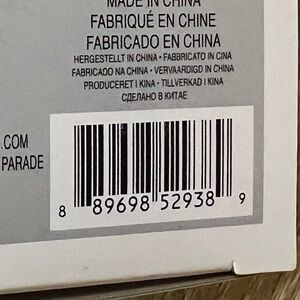 MADE IN CHINA
FABRIQUÉ EN CHINE
FABRICADO EN CHINA
HERGESTELLT IN CHINA • FABBRICATO IN CINA
FABRICADO NA CHINA • VERVAARDIGD IN CHINA
PRODUCERET I KINA • TILLVERKAD I KINA
СДЕЛАНО В КИТАЕ
.COM
PARADE
8 89698 52938 9